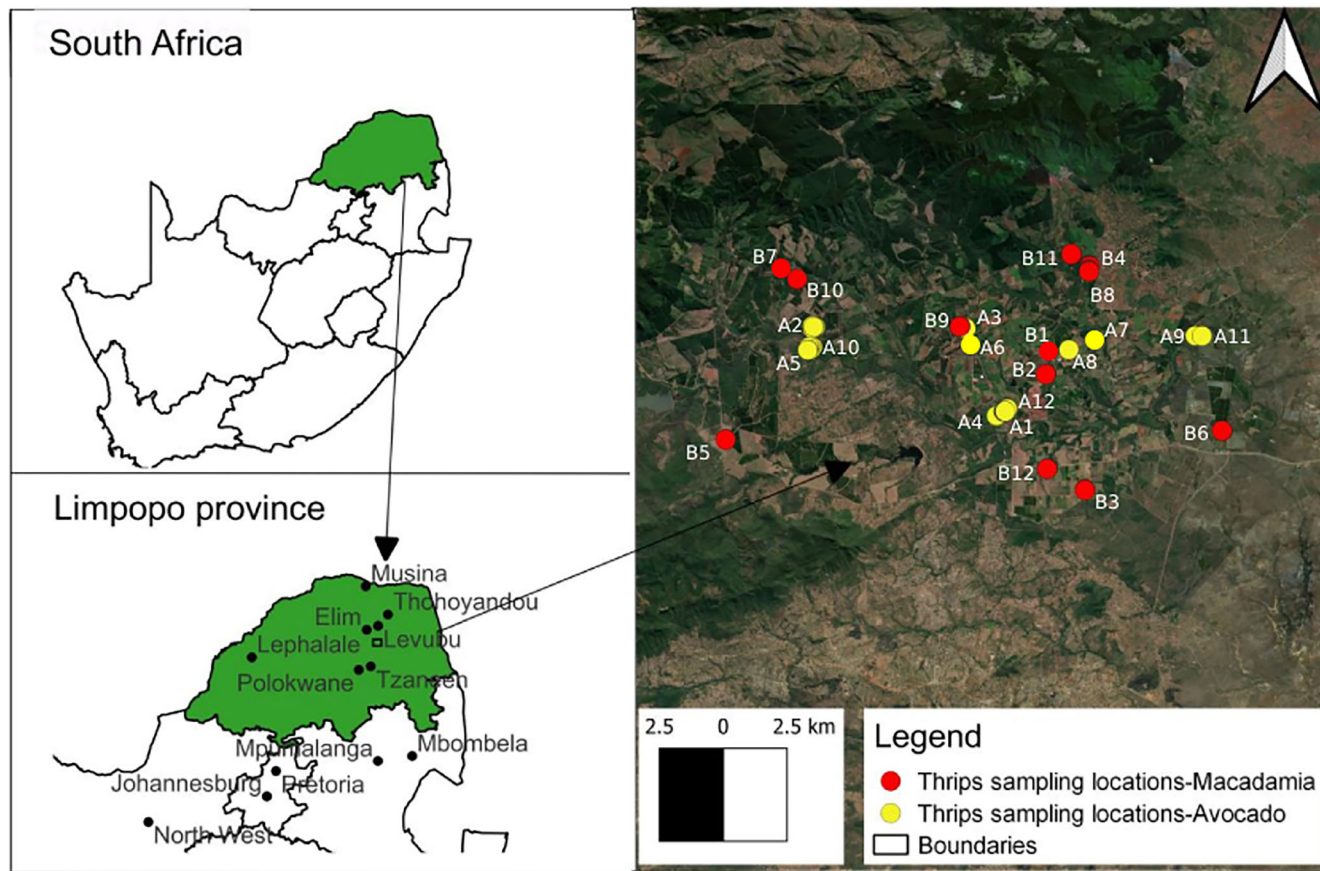 South Africa
Limpopo province
Musina
Thohoyandou
Elim
Levubu
Lephalale
Polokwane
Tzaneen
Mpumalanga
Mbombela
Johannesburg
Pretoria
North West
B7
B10
B11
B4
B8
A2
A5
A10
B9
A3
A6
B1
A7
A8
B2
A9
A11
A12
A4
A1
B5
B6
B12
B3
2.5 0 2.5 km
Legend
Thrips sampling locations-Macadamia
Thrips sampling locations-Avocado
Boundaries